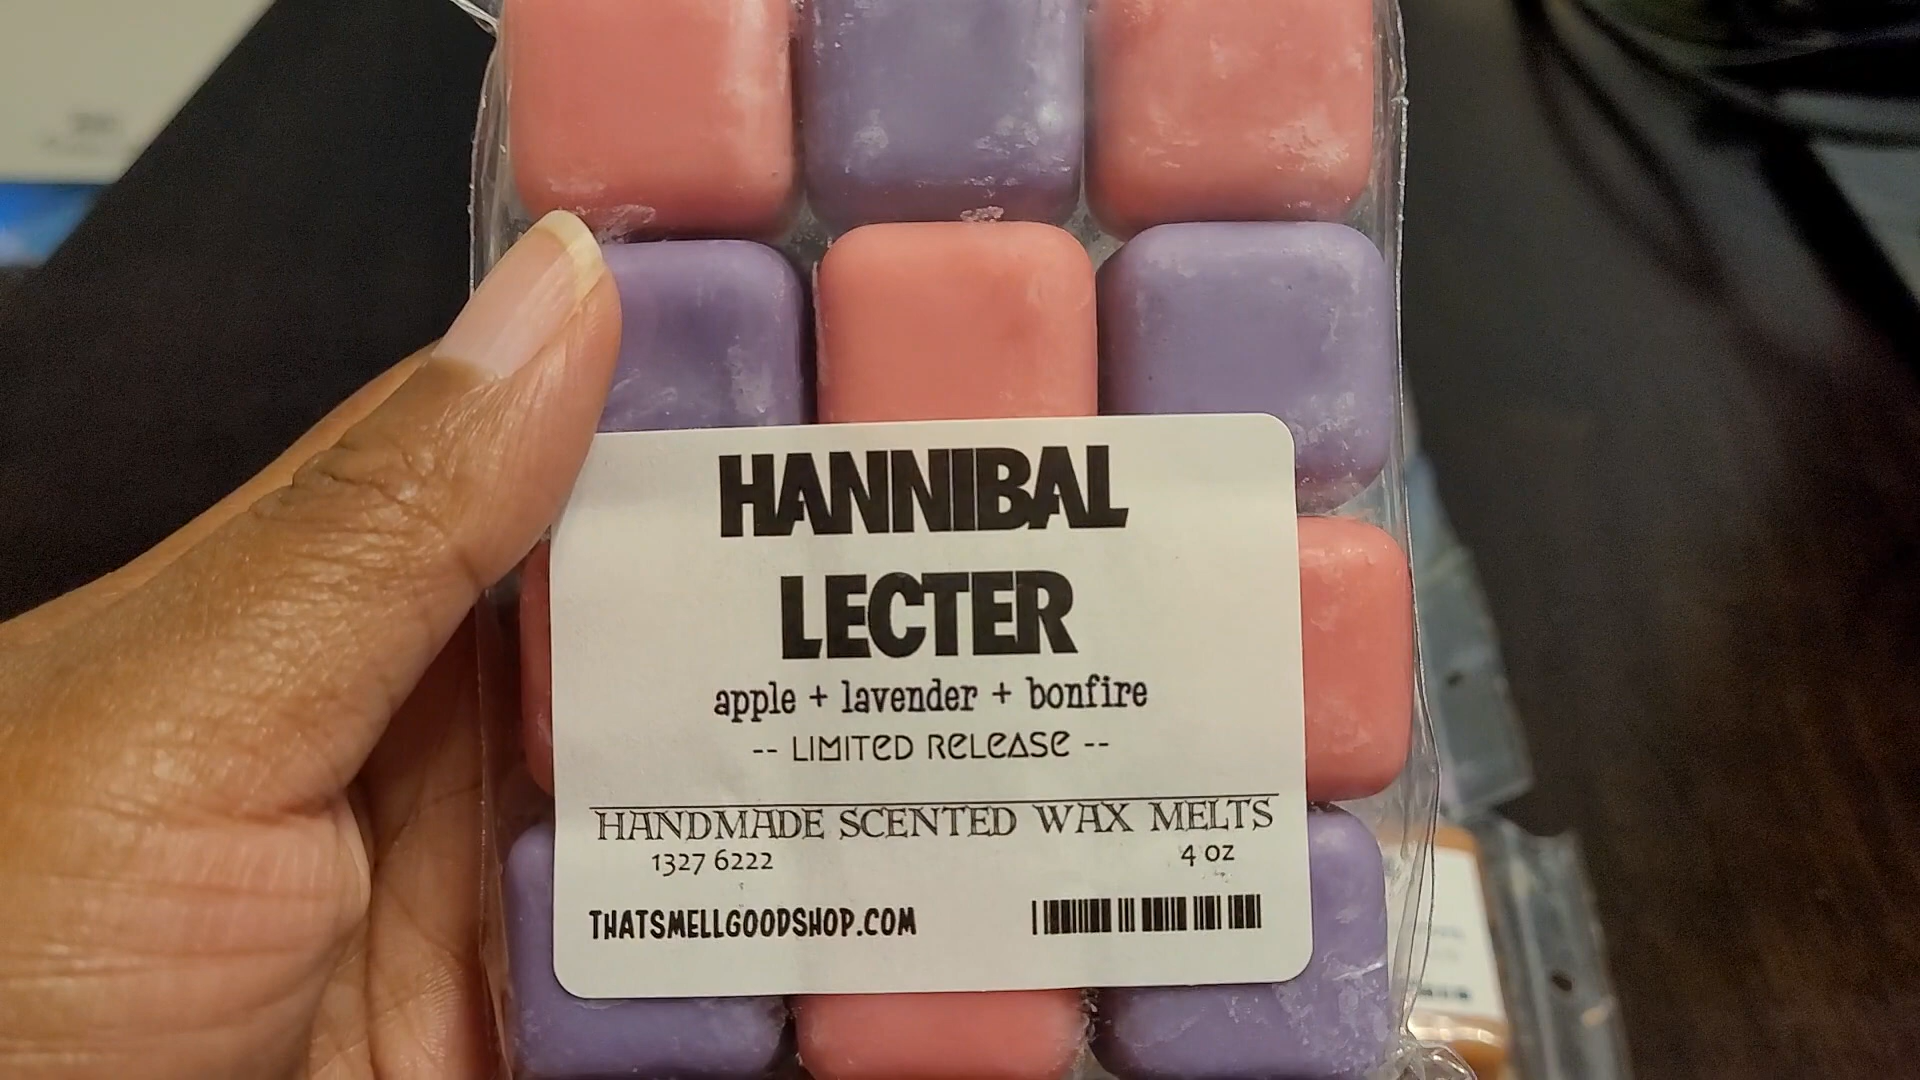 HANNIBAL
LECTER
apple + lavender + bonfire
-- LIMITED RELEASE --
HANDMADE SCENTED WAX MELTS
1327 6222 4 oz
THATSMELLGOODSHOP.COM